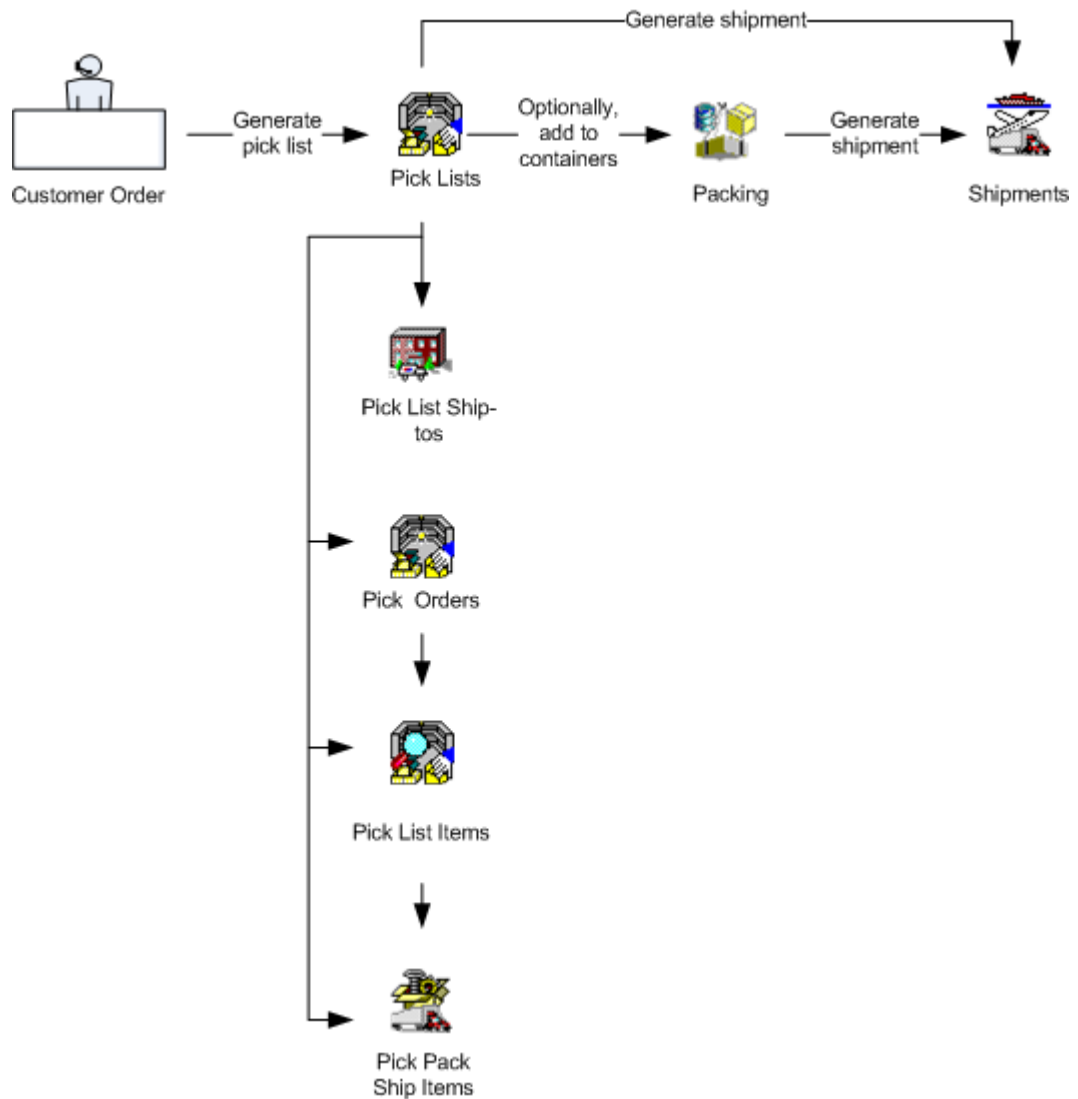 Generate shipment
Generate
pick list
Optionally,
add to
containers
Generate
shipment
Customer Order
Pick Lists
Packing
Shipments
Pick List Ship-
tos
Pick  Orders
Pick List Items
Pick Pack
Ship Items